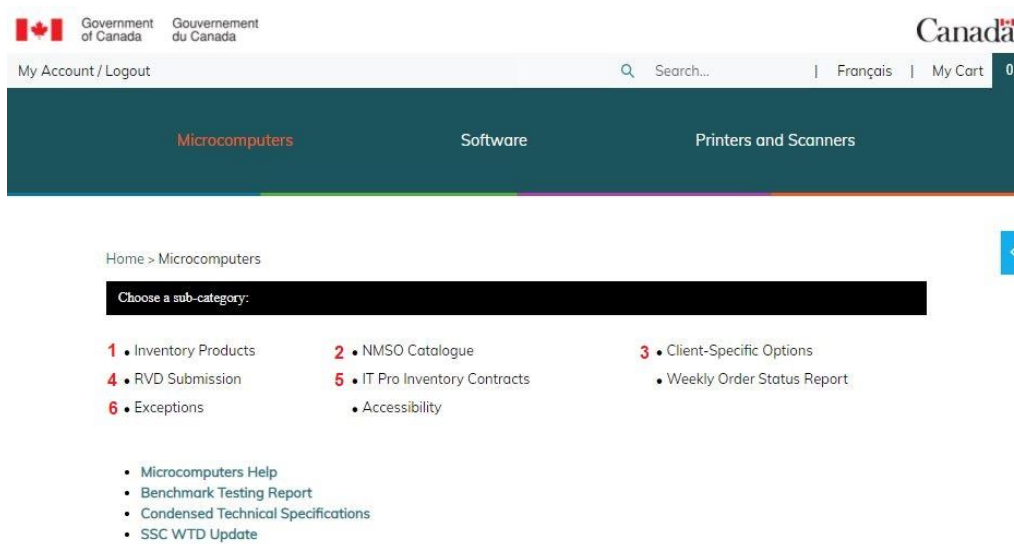 Government of Canada
Gouvernement du Canada
Canada
My Account / Logout
Search... | Français | My Cart 0
Microcomputers Software Printers and Scanners
Home > Microcomputers
Choose a sub-category:
1 • Inventory Products 2 • NMSO Catalogue 3 • Client-Specific Options
4 • RVD Submission 5 • IT Pro Inventory Contracts • Weekly Order Status Report
6 • Exceptions • Accessibility
• Microcomputers Help
• Benchmark Testing Report
• Condensed Technical Specifications
• SSC WTD Update